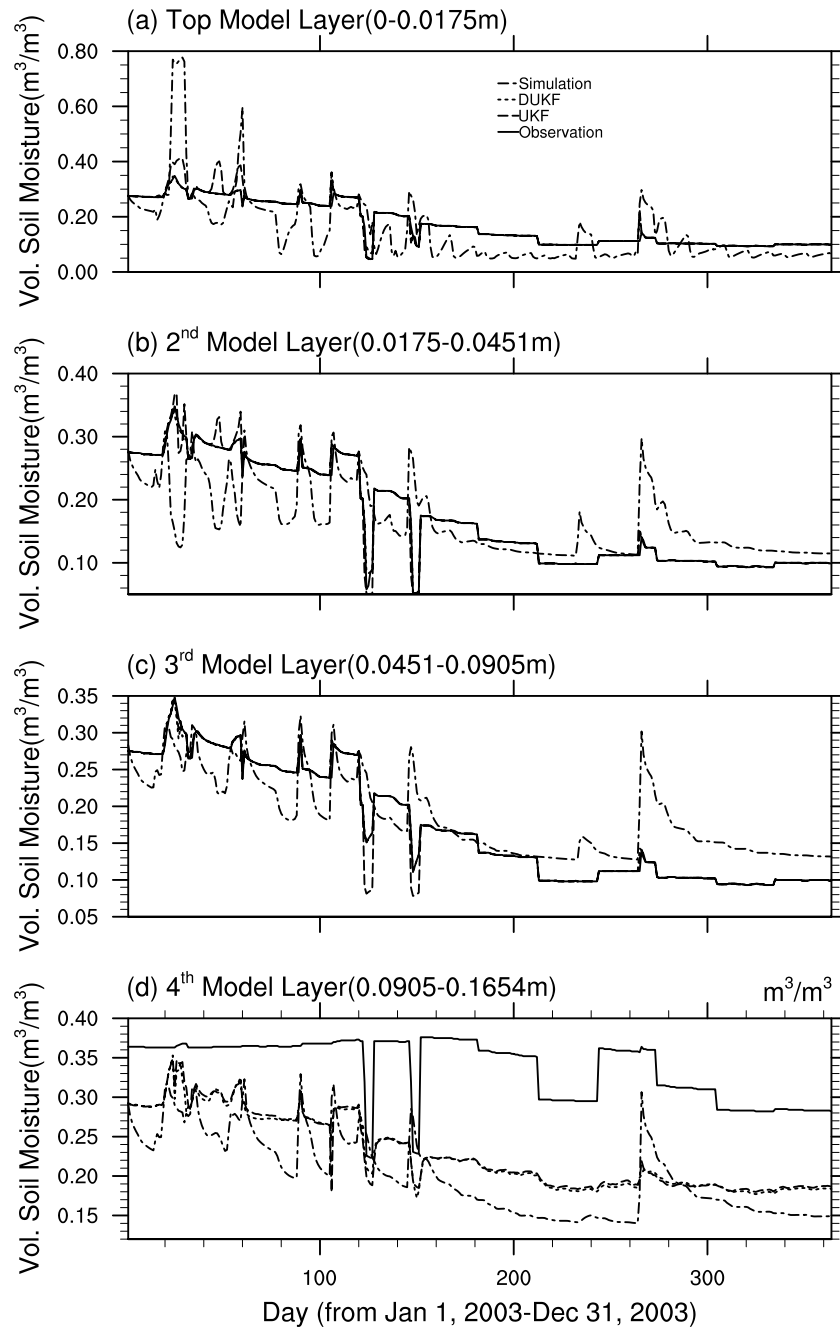 (a) Top Model Layer(0-0.0175m)
Vol. Soil Moisture(m³/m³)
0.80
0.60
0.40
0.20
0.00
Simulation
DUKF
UKF
Observation
(b) 2nd Model Layer(0.0175-0.0451m)
Vol. Soil Moisture(m³/m³)
0.40
0.30
0.20
0.10
(c) 3rd Model Layer(0.0451-0.0905m)
Vol. Soil Moisture(m³/m³)
0.35
0.30
0.25
0.20
0.15
0.10
0.05
(d) 4th Model Layer(0.0905-0.1654m)
m³/m³
Vol. Soil Moisture(m³/m³)
0.40
0.35
0.30
0.25
0.20
0.15
100 200 300
Day (from Jan 1, 2003-Dec 31, 2003)